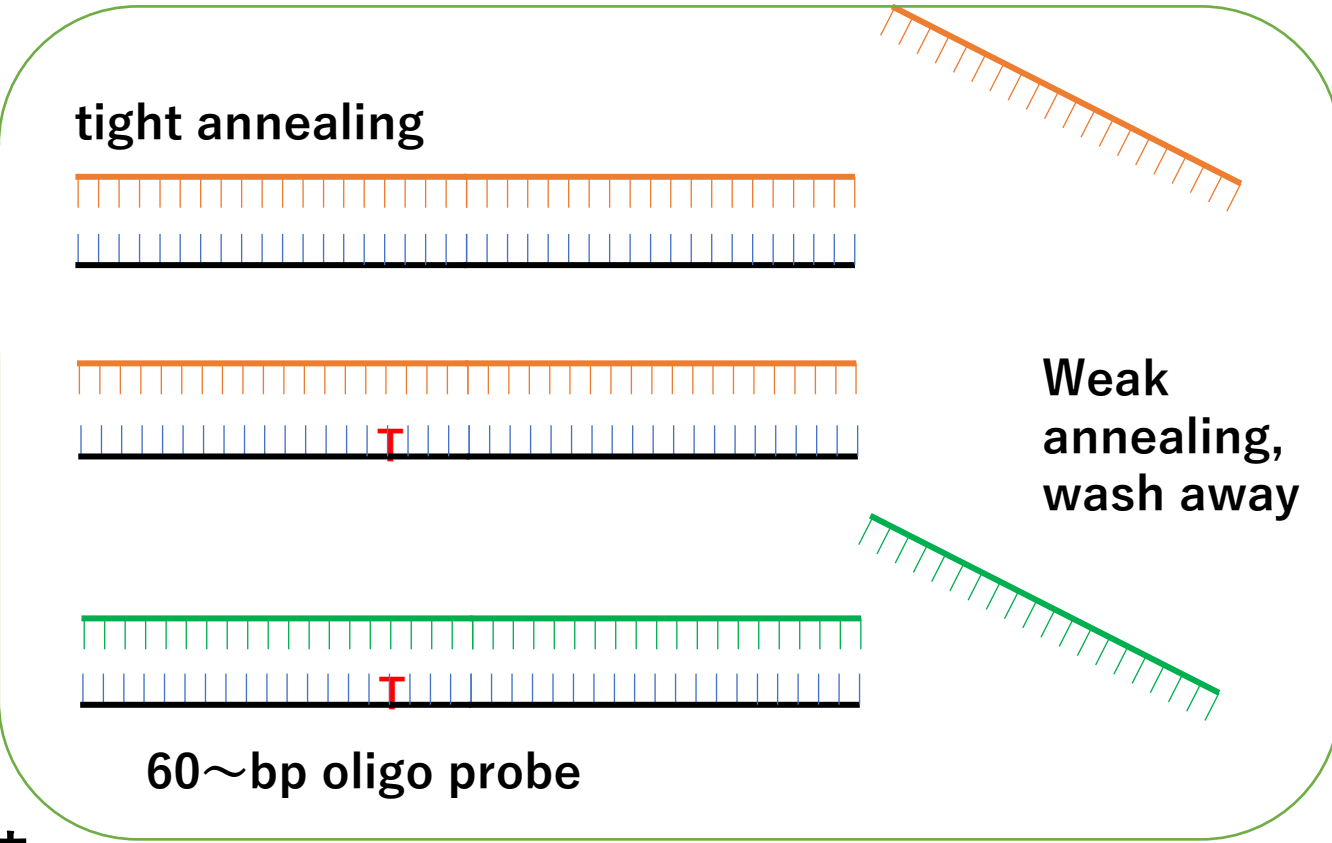 tight annealing
T
Weak
annealing,
wash away
T
60～bp oligo probe